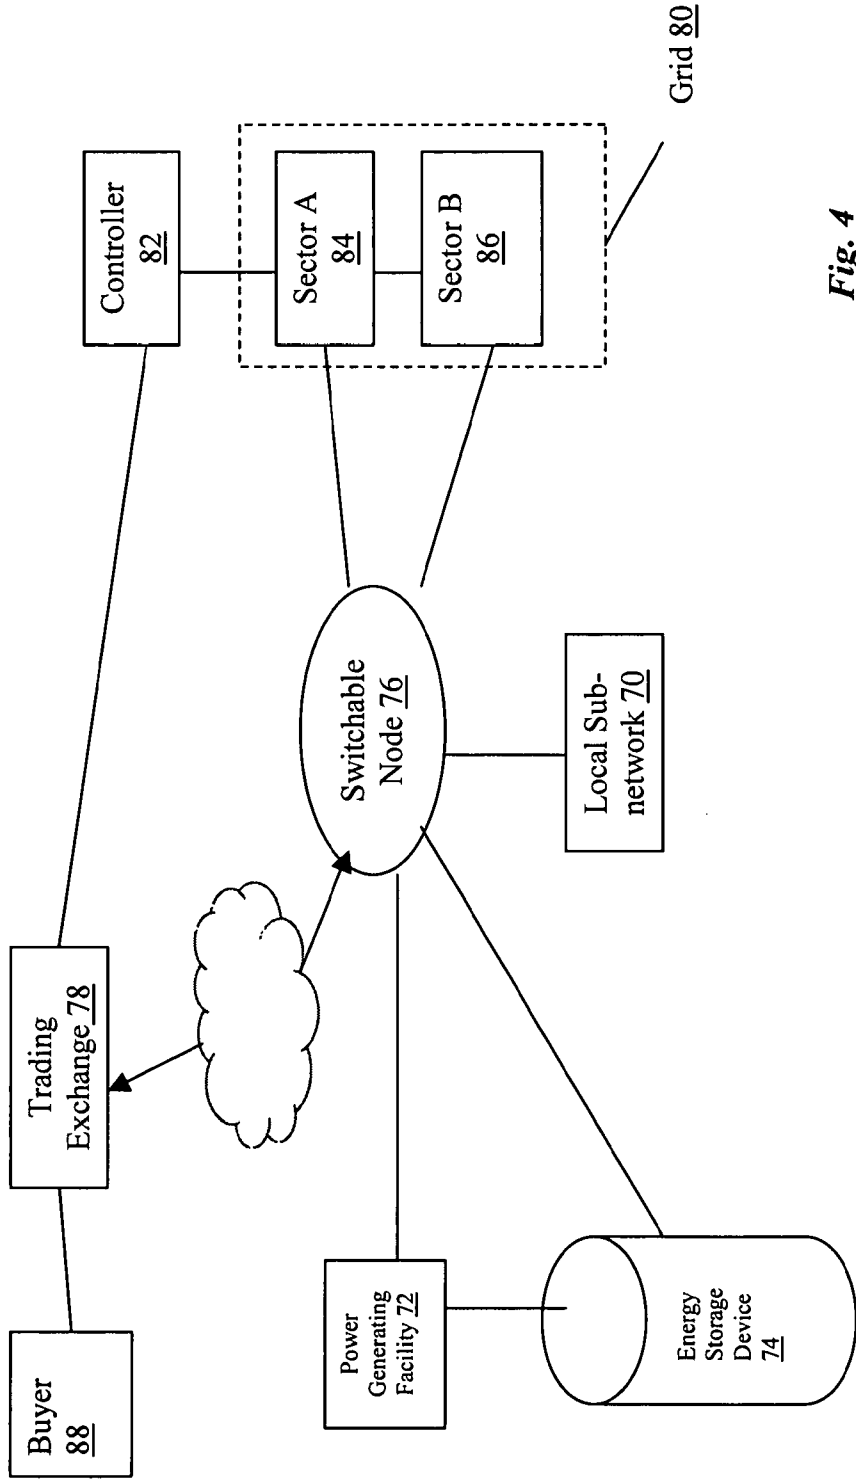 Buyer
88
Trading
Exchange 78
Controller
82
Sector A
84
Sector B
86
Grid 80
Switchable
Node 76
Local Sub-
network 70
Power
Generating
Facility 72
Energy
Storage
Device
74
Fig. 4